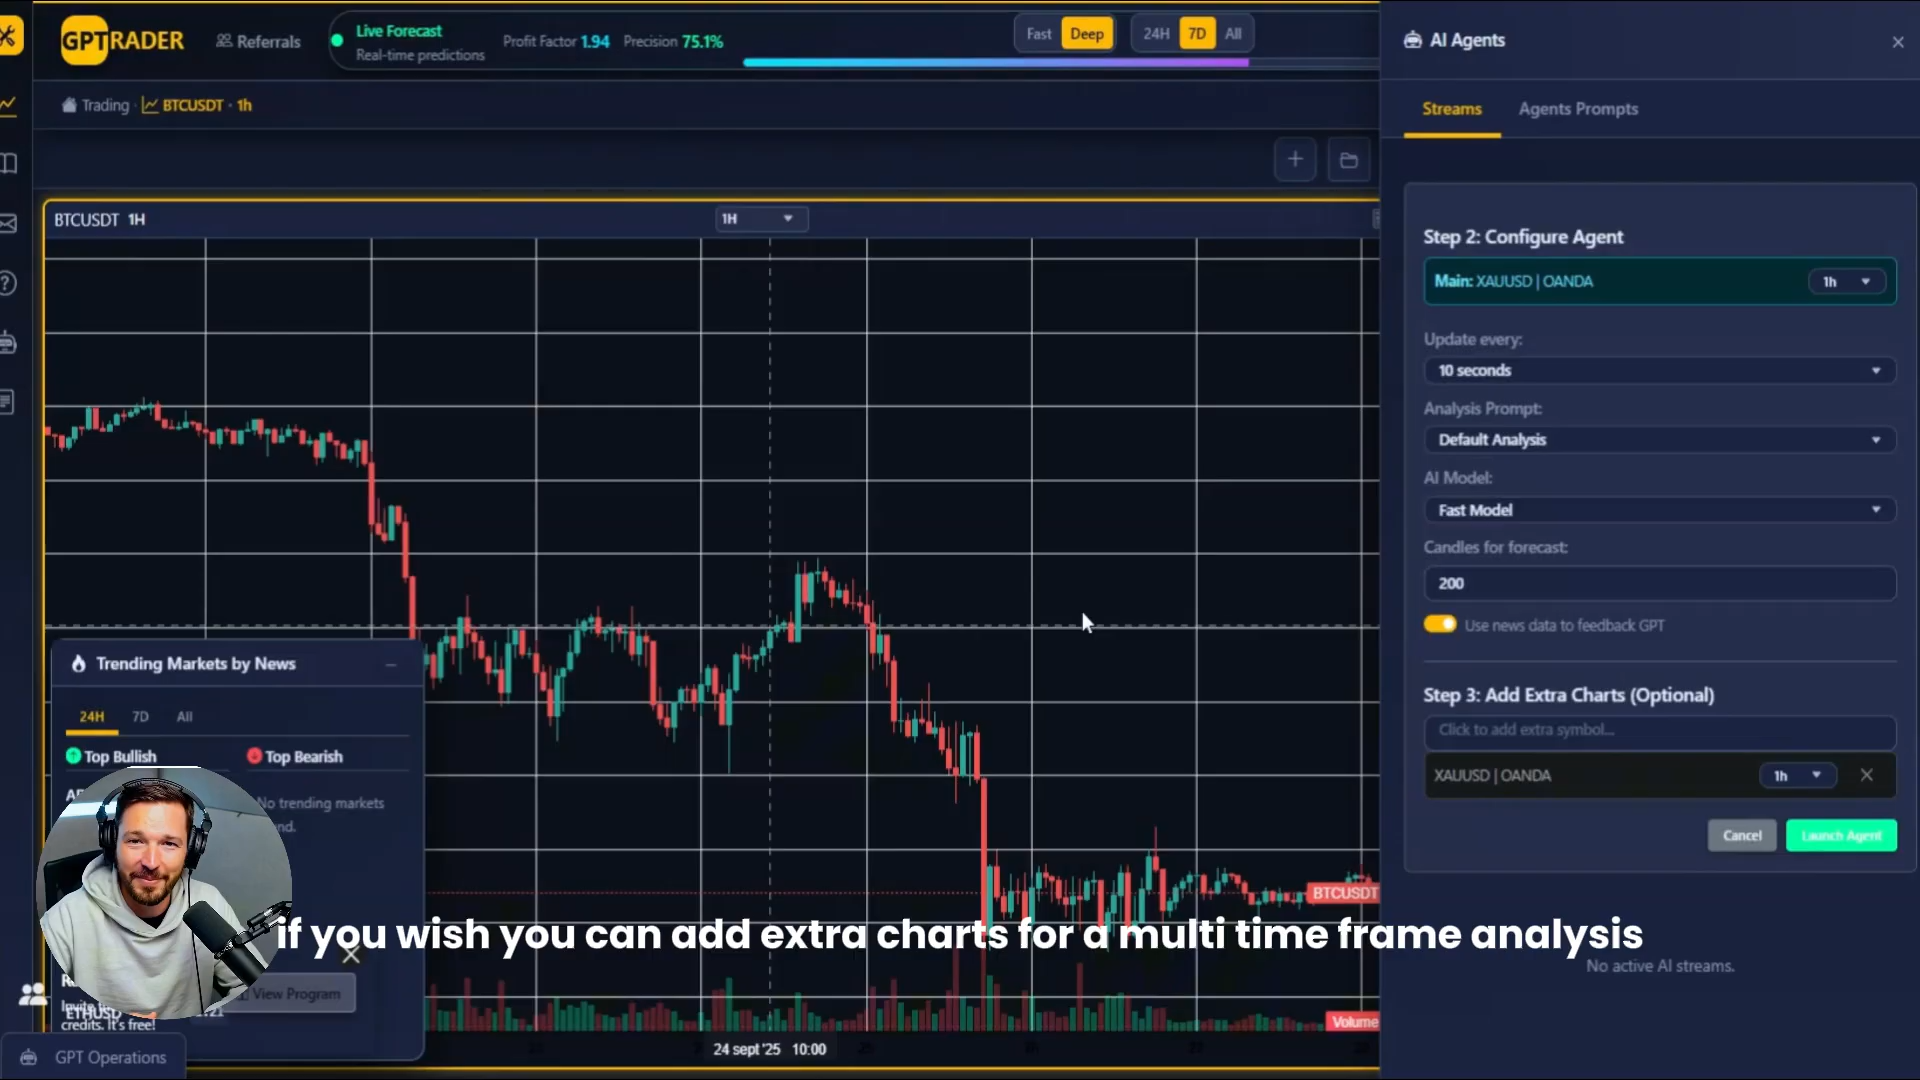 GPTRADER
Referrals
Live Forecast
Real-time predictions
Profit Factor 1.94 Precision 75.1%
Fast Deep
24H 7D All
AI Agents
Trading · BTCUSDT · 1h
Streams Agents Prompts
BTCUSDT 1H
1H
Step 2: Configure Agent
Main: XAUUSD | OANDA
1h
Update every:
10 seconds
Analysis Prompt:
Default Analysis
AI Model:
Fast Model
Candles for forecast:
200
Use news data to feedback GPT
Step 3: Add Extra Charts (Optional)
Click to add extra symbol...
XAUUSD | OANDA
1h
Cancel
Launch Agent
No active AI streams.
Trending Markets by News
24H 7D All
Top Bullish Top Bearish
No trending markets
BTCUSDT
if you wish you can add extra charts for a multi time frame analysis
View Program
ETHUSD
credits. It's free!
Volume
24 sept '25 10:00
GPT Operations